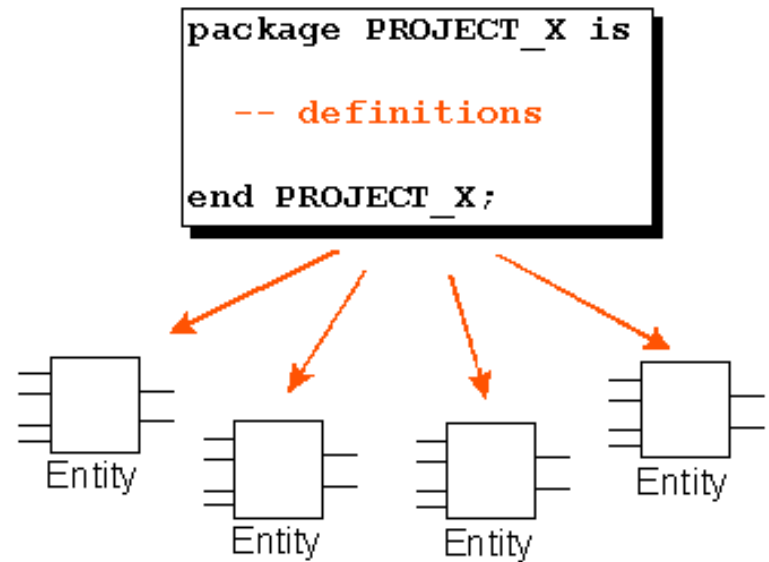 package PROJECT_X is
-- definitions
end PROJECT_X;
Entity
Entity
Entity
Entity